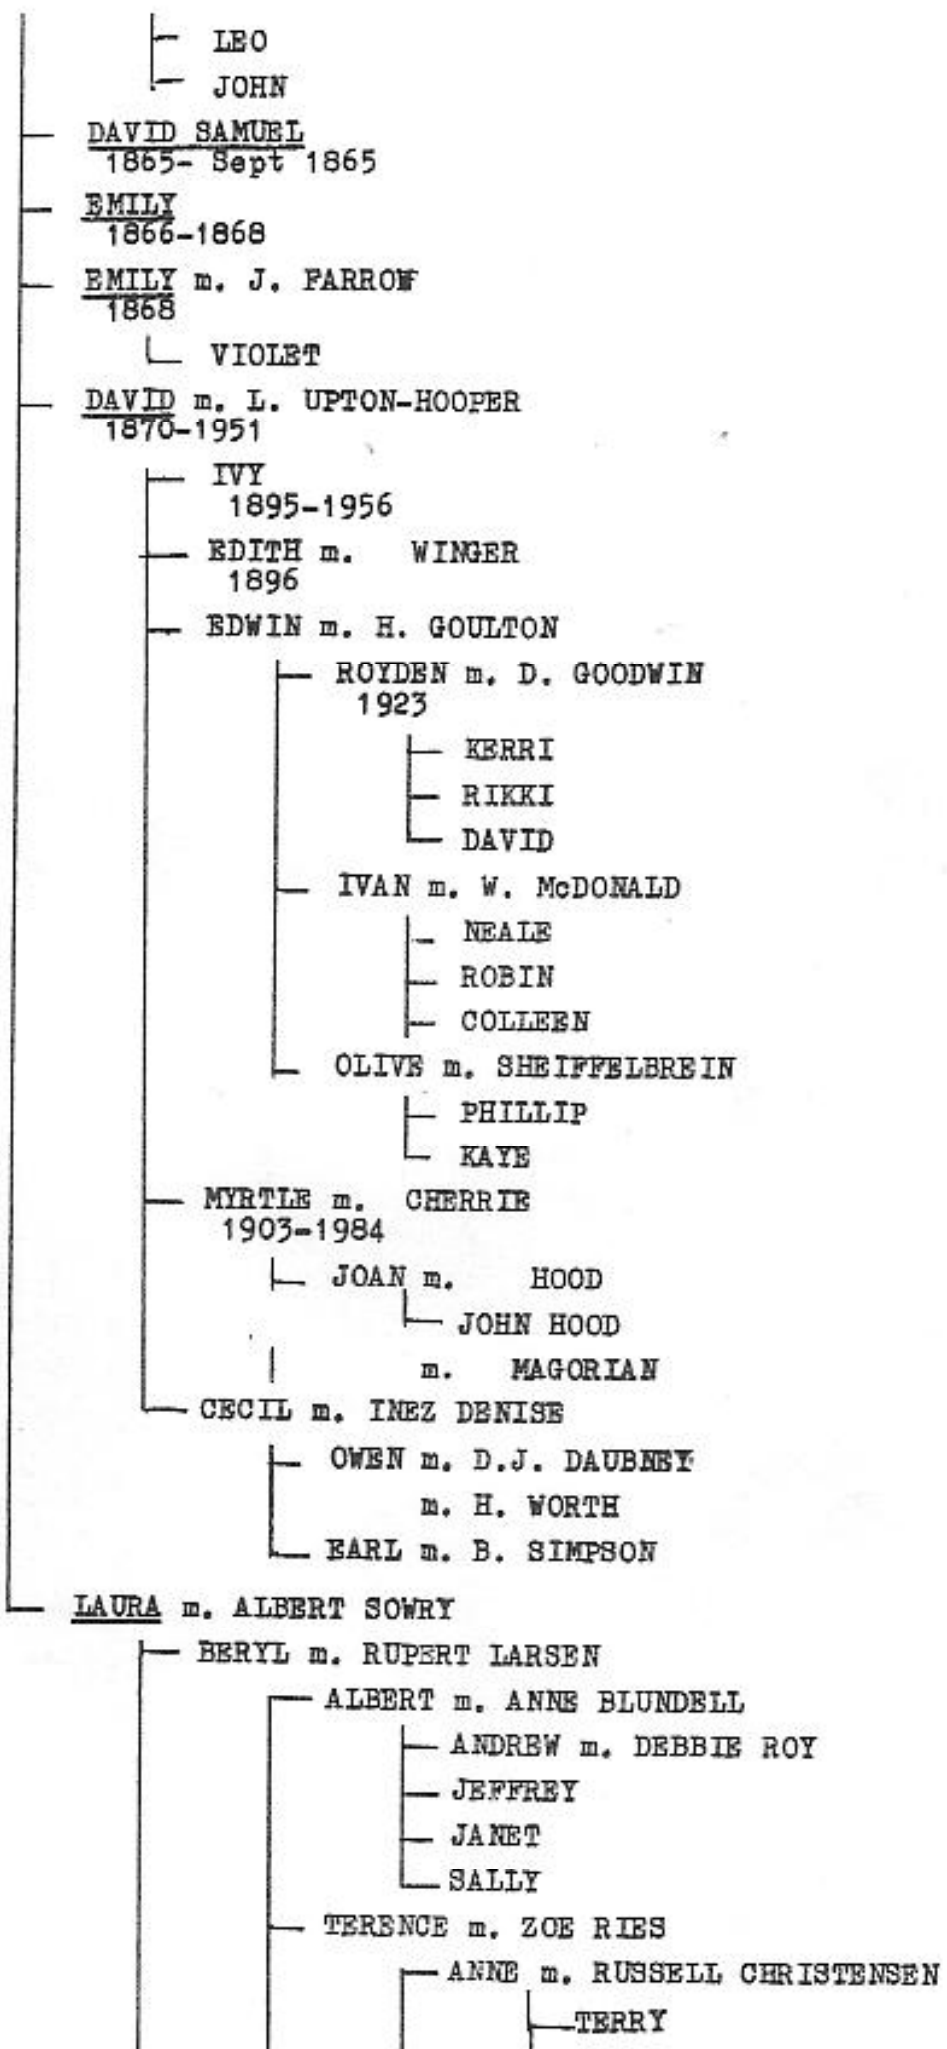 LEO
JOHN
DAVID SAMUEL
1865- Sept 1865
EMILY
1866-1868
EMILY m. J. FARROW
1868
VIOLET
DAVID m. L. UPTON-HOOPER
1870-1951
IVY
1895-1956
EDITH m. WINGER
1896
EDWIN m. H. GOULTON
ROYDEN m. D. GOODWIN
1923
KERRI
RIKKI
DAVID
IVAN m. W. McDONALD
NEALE
ROBIN
COLLEEN
OLIVE m. SHEIFFELBREIN
PHILLIP
KAYE
MYRTLE m. CHERRIE
1903-1984
JOAN m. HOOD
JOHN HOOD
m. MAGORIAN
CECIL m. INEZ DENISE
OWEN m. D.J. DAUBNEY
m. H. WORTH
EARL m. B. SIMPSON
LAURA m. ALBERT SOWRY
BERYL m. RUPERT LARSEN
ALBERT m. ANNE BLUNDELL
ANDREW m. DEBBIE ROY
JEFFREY
JANET
SALLY
TERENCE m. ZOE RIES
ANNE m. RUSSELL CHRISTENSEN
TERRY